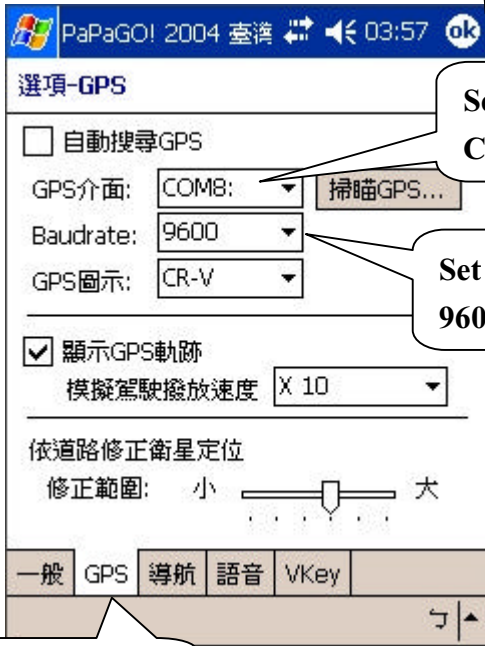 PaPaGO! 2004 臺灣 03:57 ok
選項-GPS
自動搜尋GPS
GPS介面: COM8: 掃瞄GPS...
Baudrate: 9600
GPS圖示: CR-V
Set
顯示GPS軌跡
模擬駕駛撥放速度 X 10
依道路修正衛星定位
修正範圍: 小 大
一般 GPS 導航 語音 VKey
ㄅ